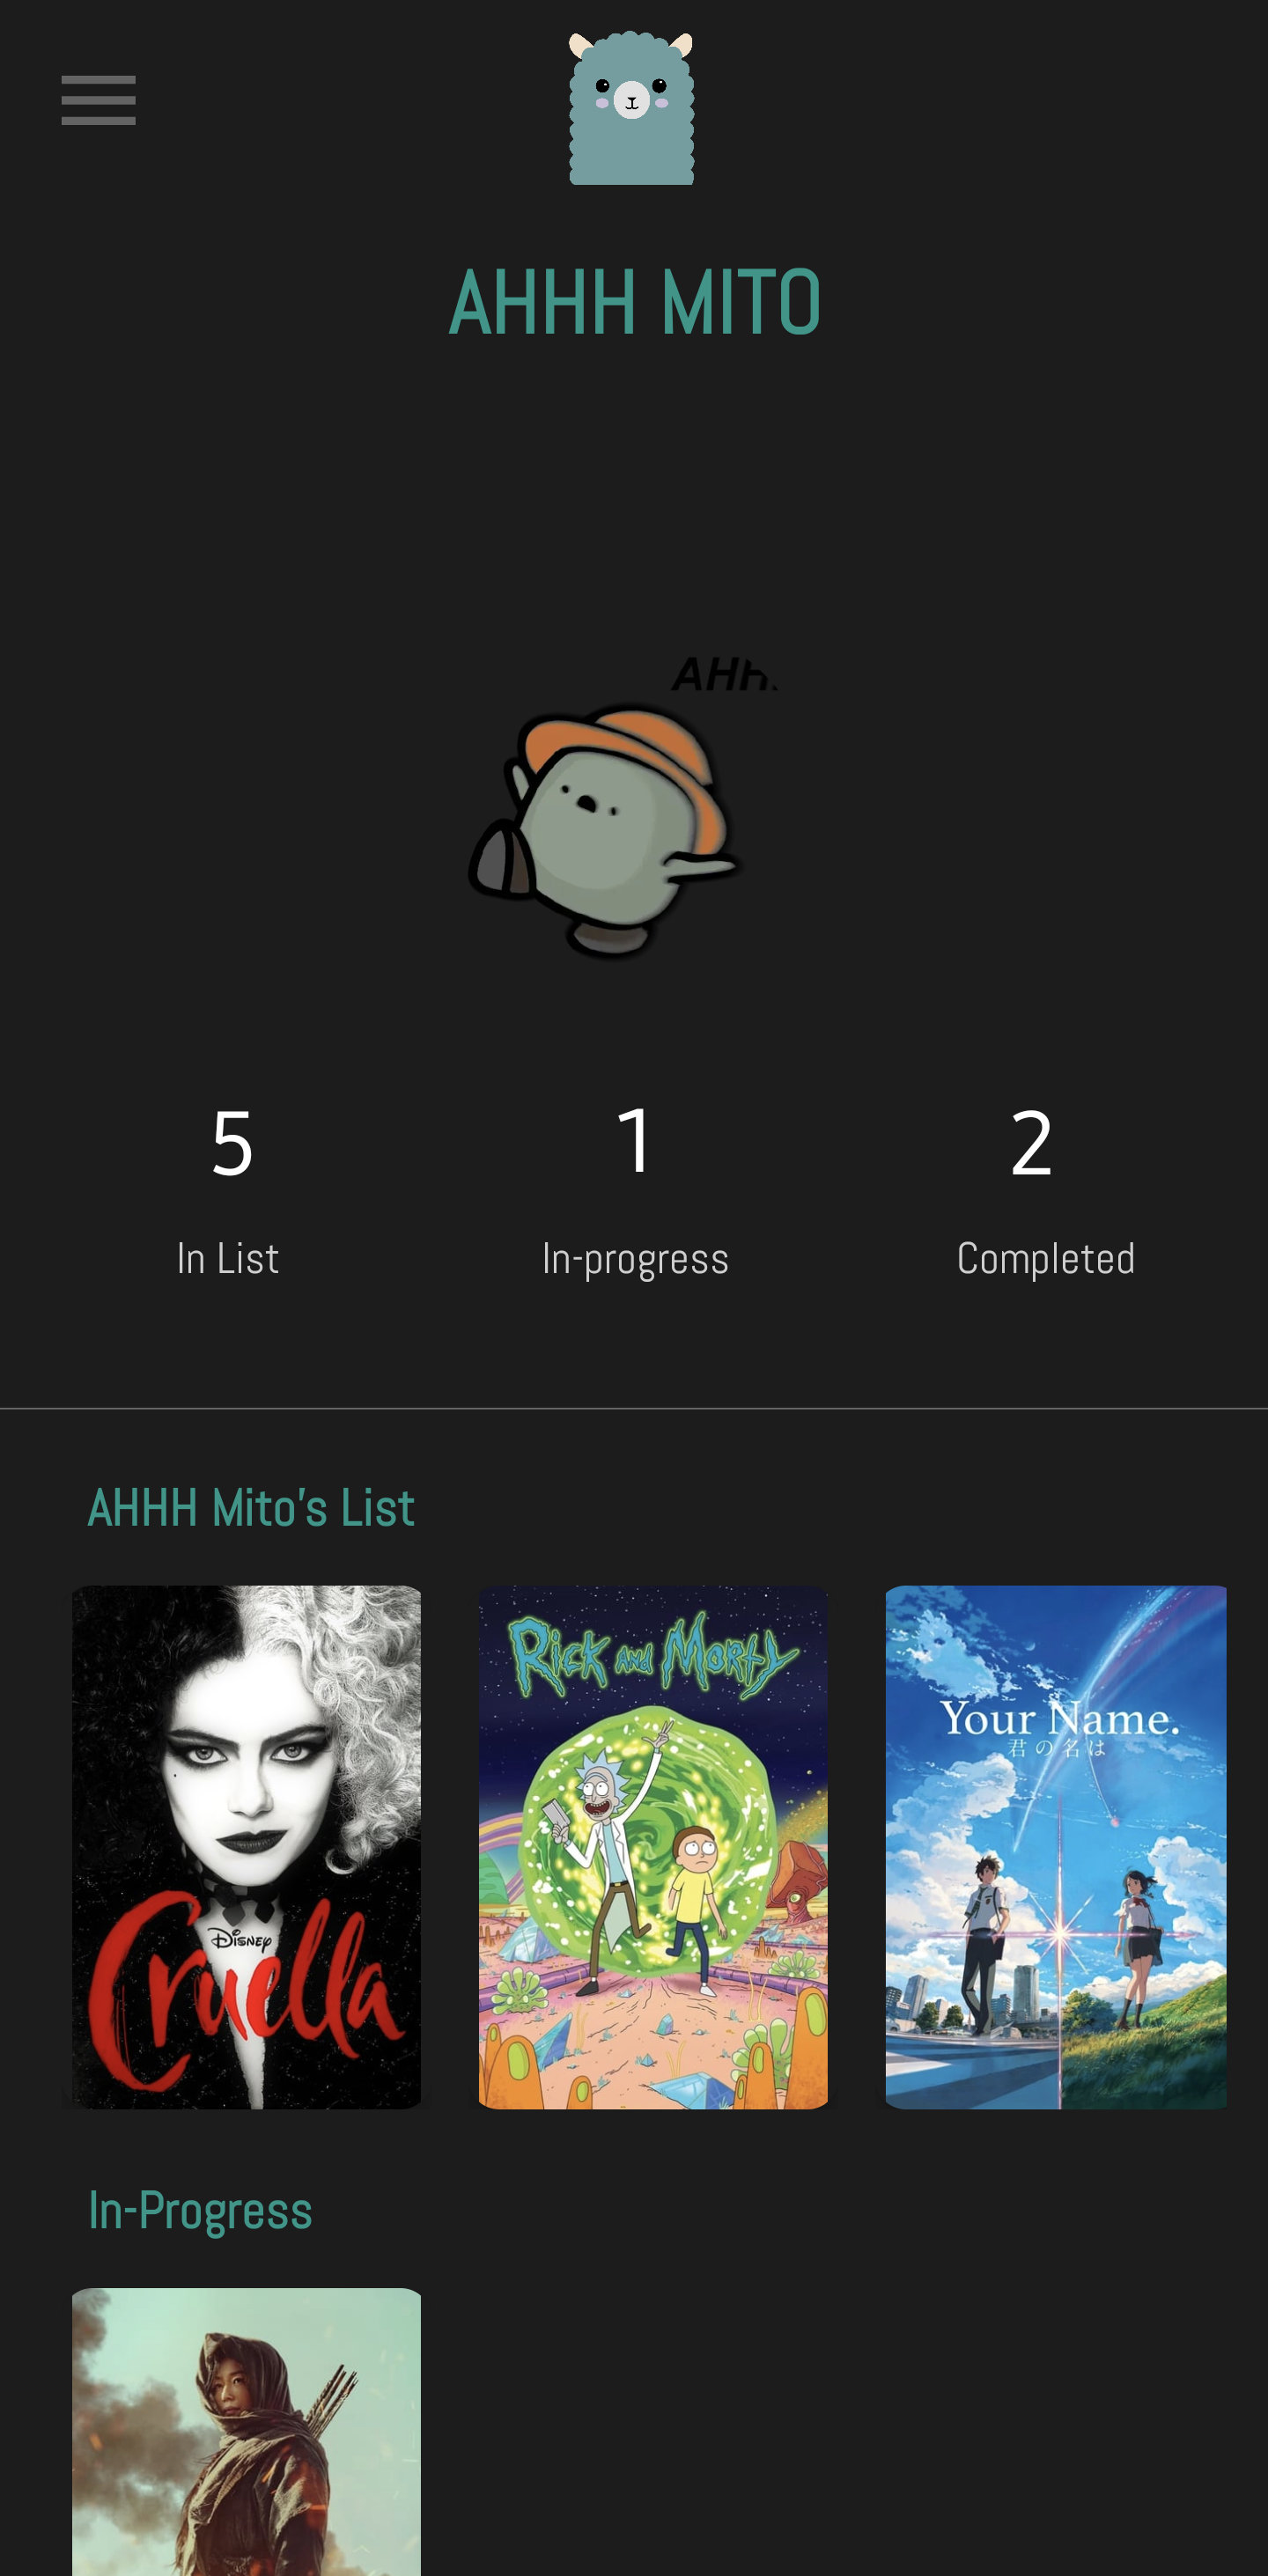 AHHH MITO
AHh.
5
1
2
In List
In-progress
Completed
AHHH Mito's List
Disney
Cruella
Rick and Morty
Your Name.
君の名は
In-Progress